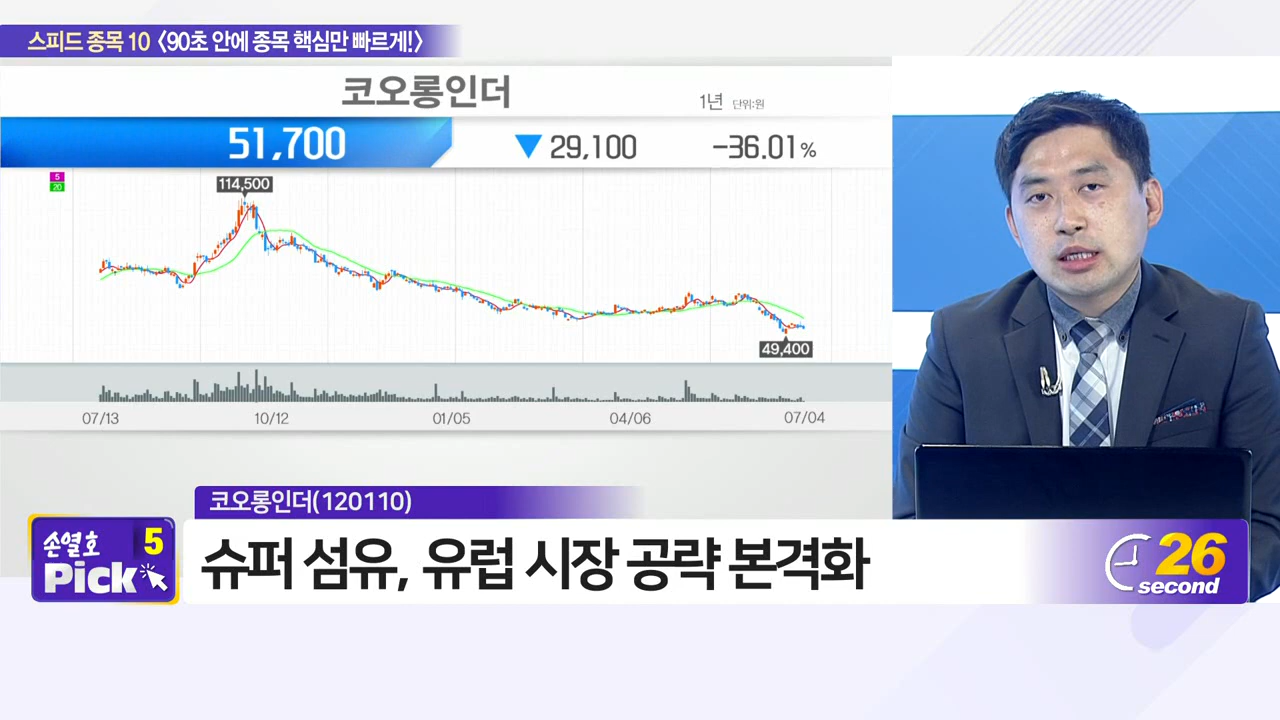 스피드 종목 10 〈90초 안에 종목 핵심만 빠르게!〉
코오롱인더
1년 단위:원
51,700 ▼ 29,100 -36.01%
5
20
114,500
49,400
07/13 10/12 01/05 04/06 07/04
코오롱인더(120110)
손열호 5
Pick
슈퍼 섬유, 유럽 시장 공략 본격화
26
second